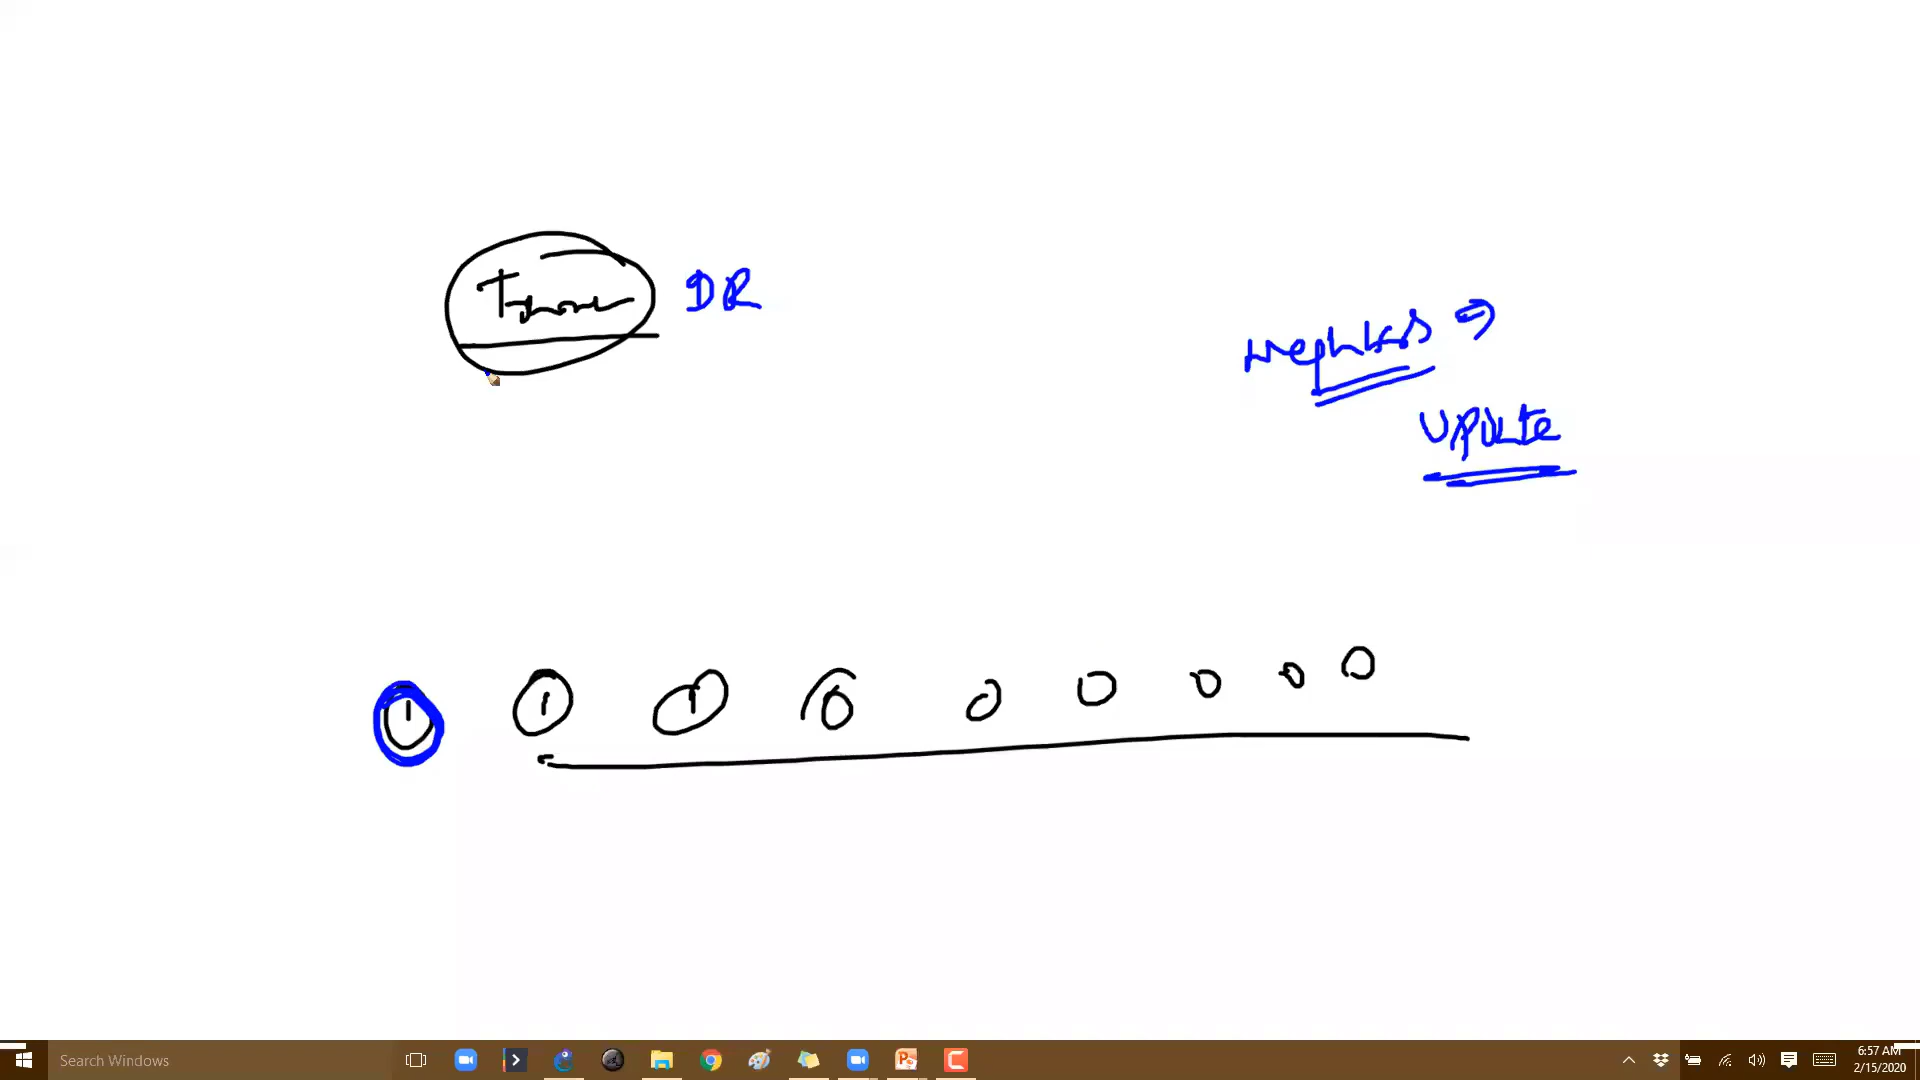 DR
Update
1 1 1 0 0 0 0 0 0
Search Windows
6:57 AM
2/15/2020